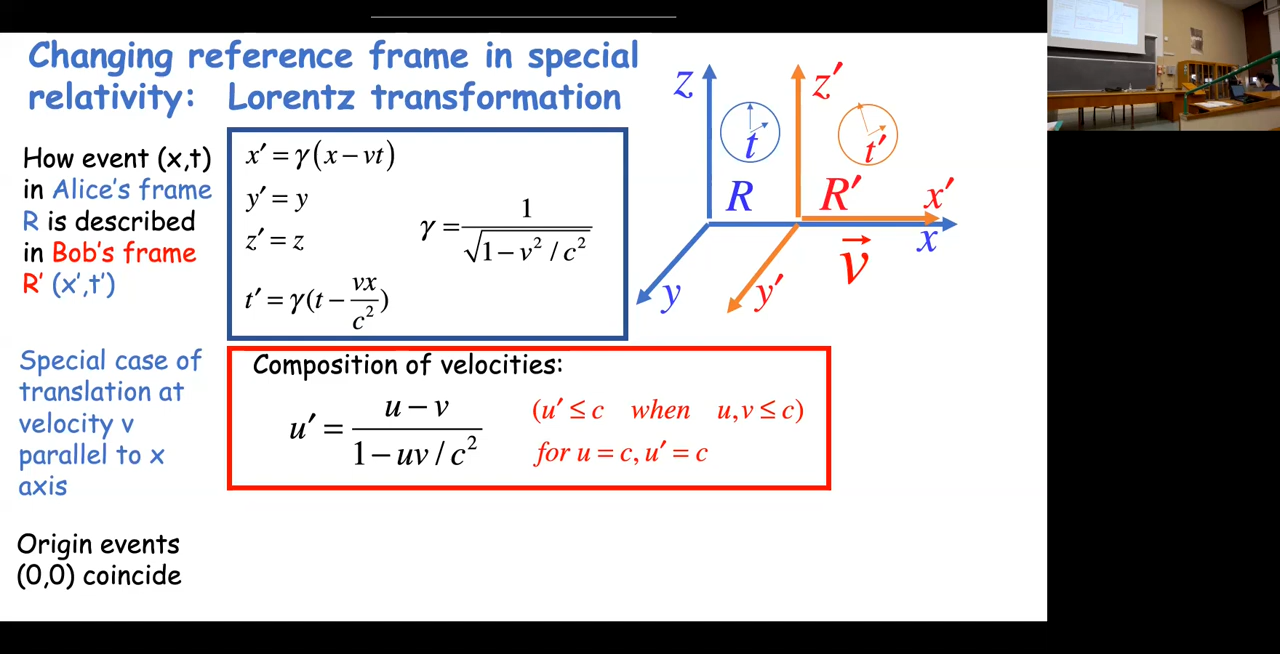 Changing reference frame in special
relativity: Lorentz transformation
How event (x,t)
in Alice's frame
R is described
in Bob's frame
R′ (x′,t′)
x′ = γ(x − vt)
y′ = y
z′ = z
t′ = γ(t − vx/c²)
γ = 1/√(1 − v² / c²)
z
z′
t
t′
R
R′
x′
x
y
y′
v⃗
Special case of
translation at
velocity v
parallel to x
axis
Composition of velocities:
u′ = (u − v)/(1 − uv / c²)
(u′ ≤ c when u, v ≤ c)
for u = c, u′ = c
Origin events
(0,0) coincide